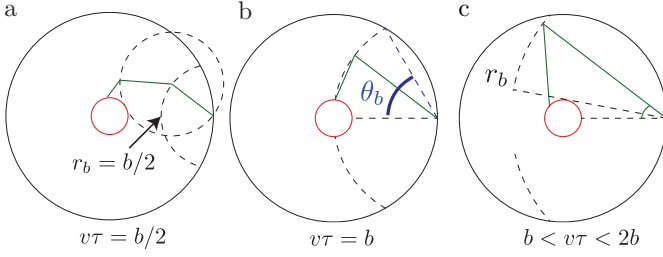 a
b
c
r_b = b/2
θ_b
r_b
vτ = b/2
vτ = b
b < vτ < 2b